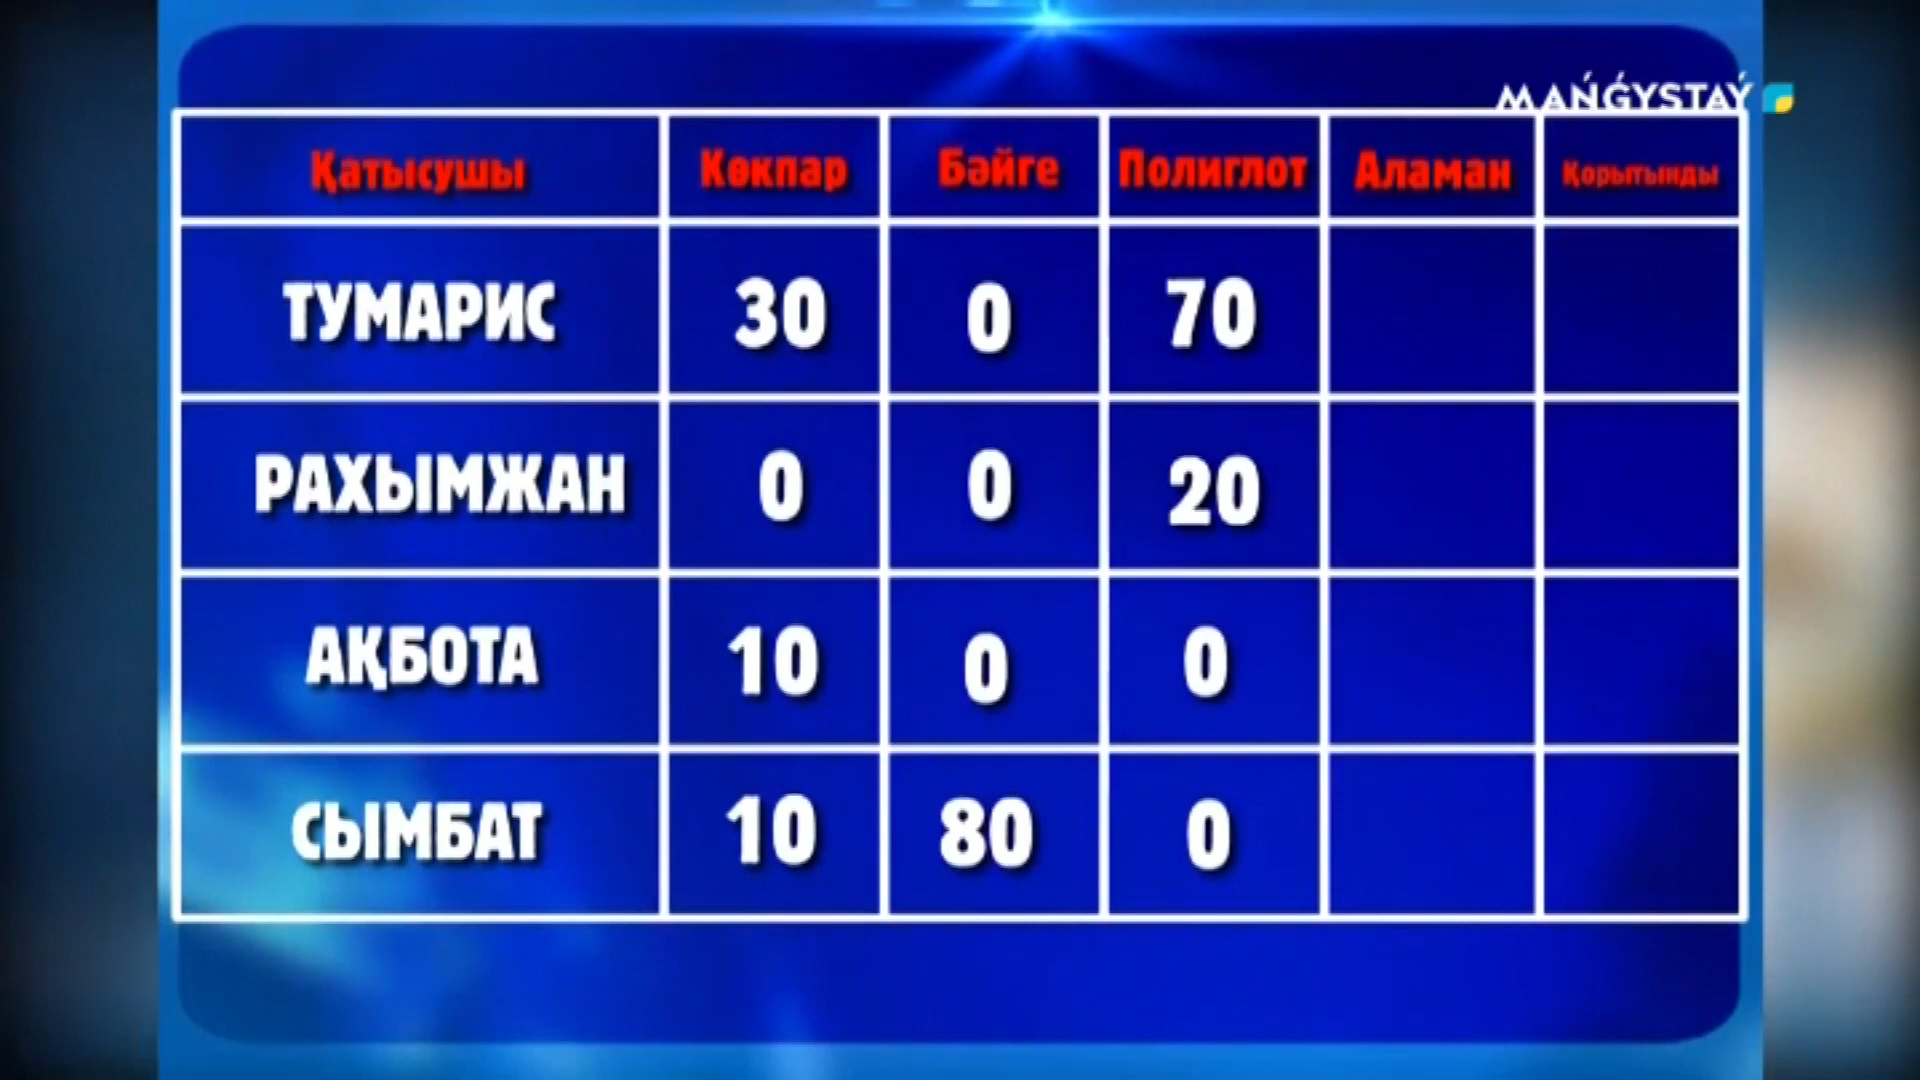 MAŃǴYSTAÝ
Қатысушы Көкпар Бәйге Полиглот Аламан Қорытынды
ТУМАРИС 30 0 70
РАХЫМЖАН 0 0 20
АҚБОТА 10 0 0
СЫМБАТ 10 80 0